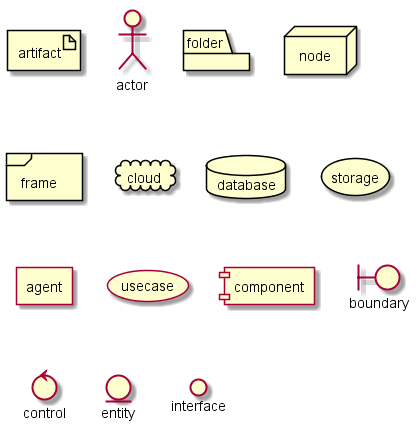 artifact
actor
folder
node
frame
cloud
database
storage
agent
usecase
component
boundary
control
entity
interface